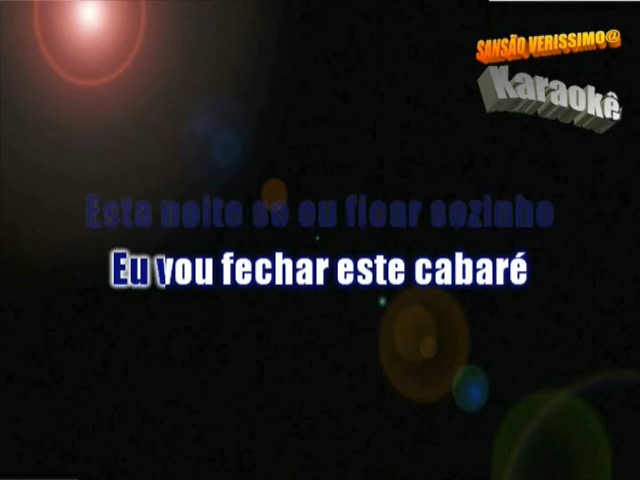 SANSÃO VERISSIMO@
Karaokê
Esta noite se eu ficar sozinho
Eu vou fechar este cabaré